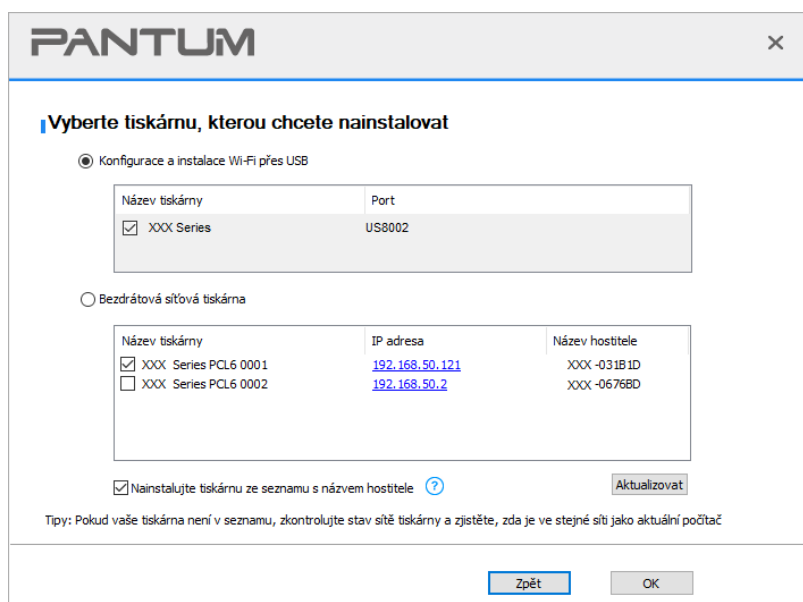 PANTUM
Vyberte tiskárnu, kterou chcete nainstalovat
Konfigurace a instalace Wi-Fi přes USB
Název tiskárny Port
XXX Series US8002
Bezdrátová síťová tiskárna
Název tiskárny IP adresa Název hostitele
XXX Series PCL6 0001 192.168.50.121 XXX -031B1D
XXX Series PCL6 0002 192.168.50.2 XXX -0676BD
Nainstalujte tiskárnu ze seznamu s názvem hostitele ? Aktualizovat
Tipy: Pokud vaše tiskárna není v seznamu, zkontrolujte stav sítě tiskárny a zjistěte, zda je ve stejné síti jako aktuální počítač
Zpět OK